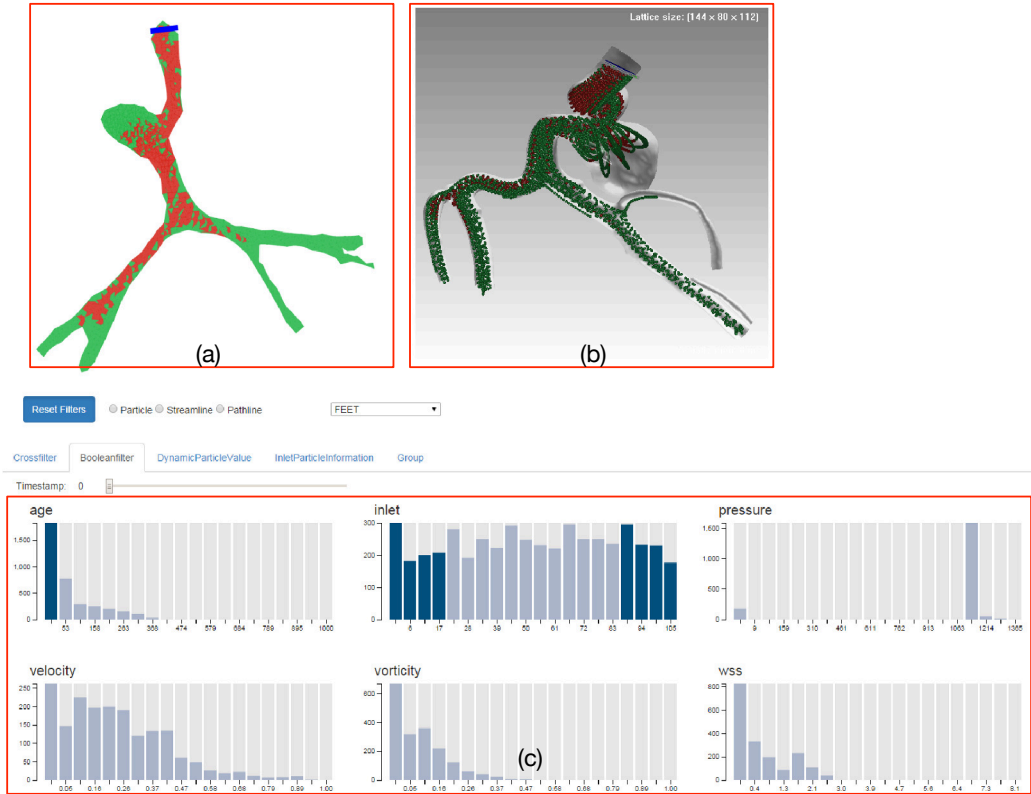 Lattice size: [144 x 80 x 112]
(a)
(b)
Reset Filters
Particle Streamline Pathline
FEET
Crossfilter Booleanfilter DynamicParticleValue InletParticleInformation Group
Timestamp: 0
age
1,500
1,000
500
0
53 158 263 368 474 579 684 789 895 1000
inlet
300
200
100
0
6 17 28 39 50 61 72 83 94 105
pressure
1,500
1,000
500
0
9 159 310 461 611 762 913 1063 1214 1365
velocity
250
200
150
100
50
0
0.05 0.16 0.26 0.37 0.47 0.58 0.68 0.79 0.89 1.00
vorticity
600
400
200
0
0.05 0.16 0.26 0.37 0.47 0.58 0.68 0.79 0.89 1.00
wss
800
600
400
200
0
0.4 1.3 2.1 3.0 3.9 4.7 5.6 6.4 7.3 8.1
(c)